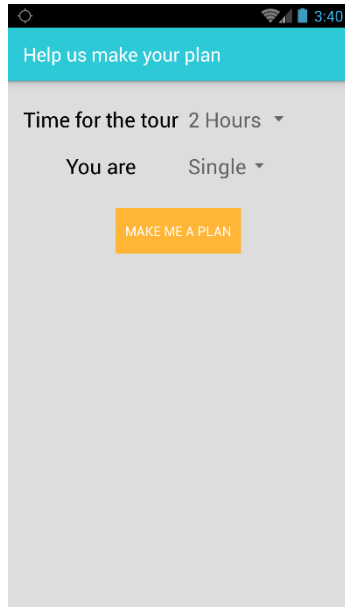 3:40
Help us make your plan
Time for the tour 2 Hours
You are Single
MAKE ME A PLAN